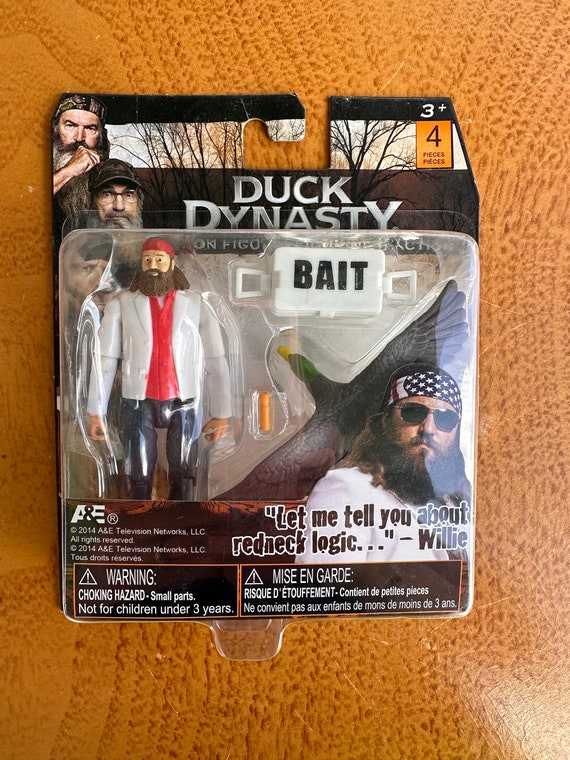 3+
4
PIECES
PIÈCES
DUCK
DYNASTY
BAIT
A&E®
© 2014 A&E Television Networks, LLC.
All rights reserved.
© 2014 A&E Television Networks, LLC.
Tous droits réservés.
"Let me tell you about
redneck logic..." – Willie
WARNING:
CHOKING HAZARD - Small parts.
Not for children under 3 years.
MISE EN GARDE:
RISQUE D'ÉTOUFFEMENT - Contient de petites pieces
Ne convient pas aux enfants de mons de moins de 3 ans.